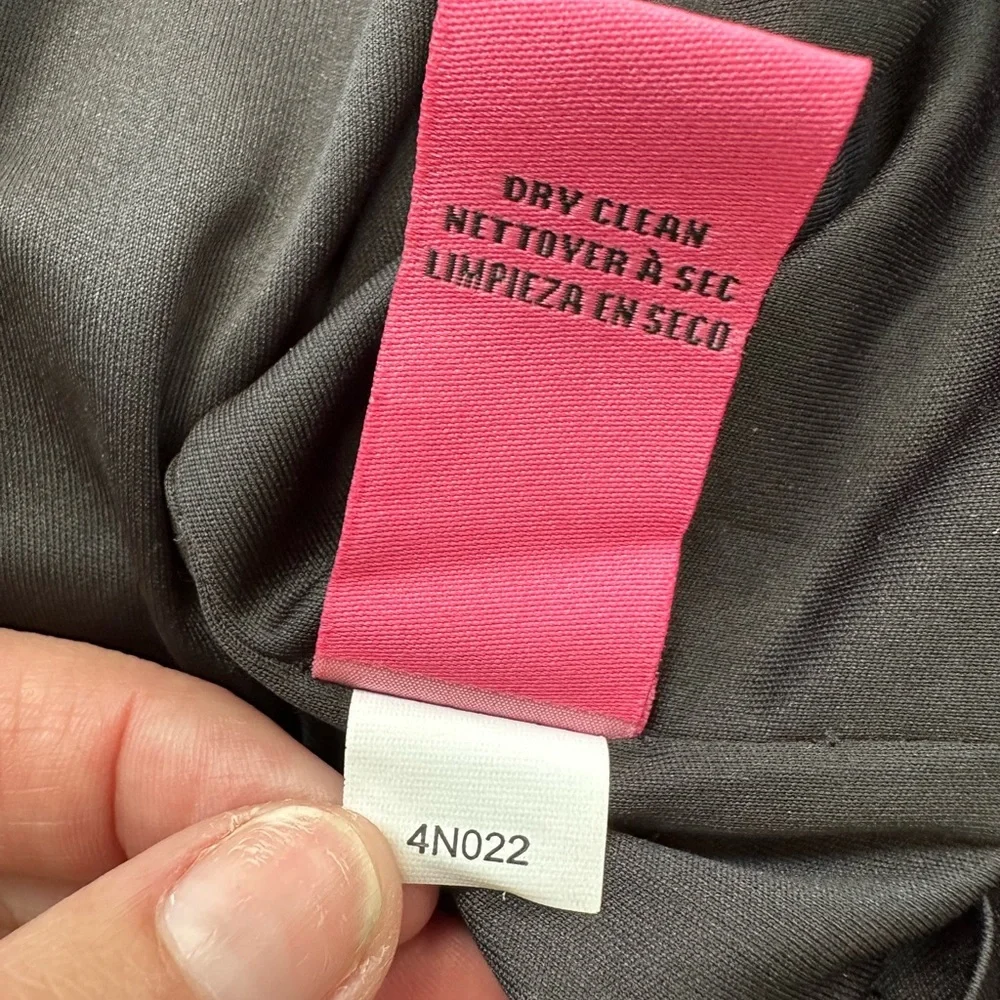 DRY CLEAN
NETTOYER À SEC
LIMPIEZA EN SECO
4N022